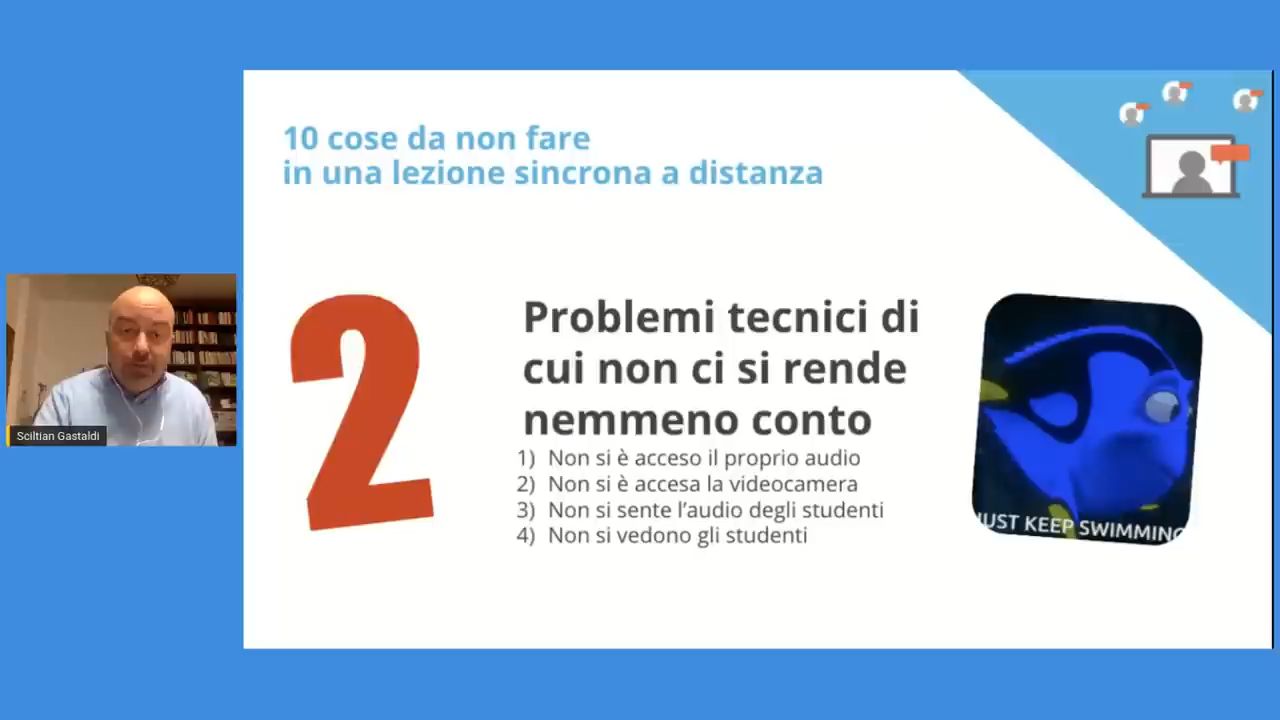 10 cose da non fare
in una lezione sincrona a distanza
2
Problemi tecnici di
cui non ci si rende
nemmeno conto
1) Non si è acceso il proprio audio
2) Non si è accesa la videocamera
3) Non si sente l’audio degli studenti
4) Non si vedono gli studenti
JUST KEEP SWIMMING
Sciltian Gastaldi